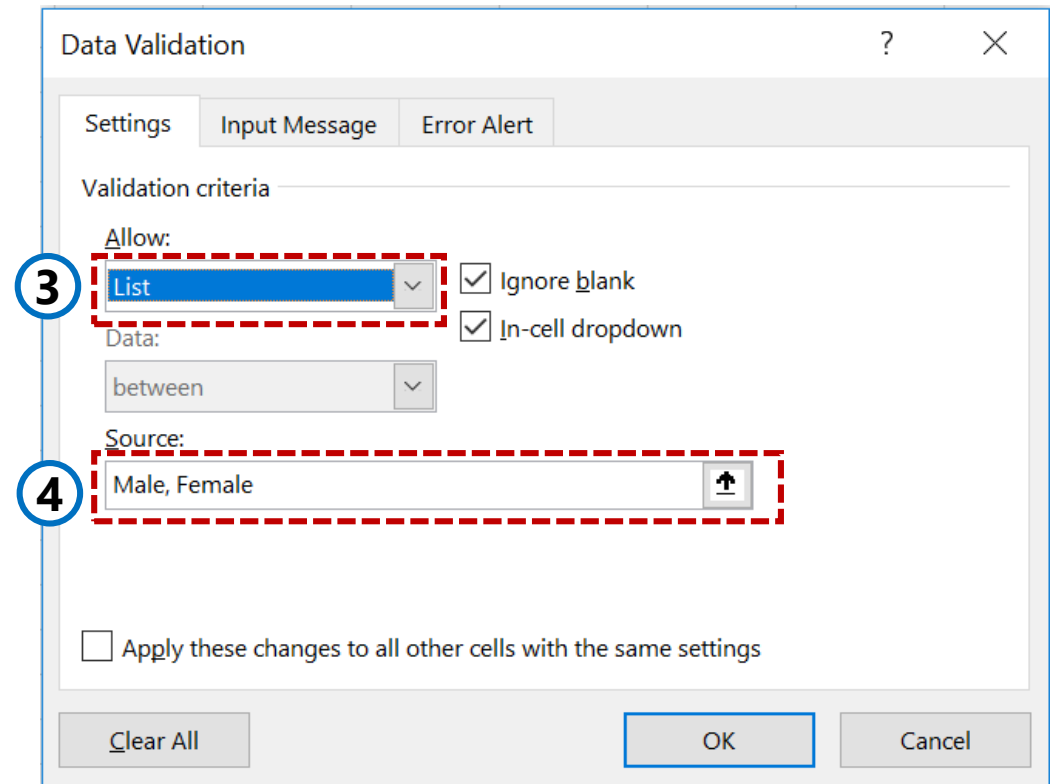 Data Validation ?
Settings Input Message Error Alert
Validation criteria
Allow:
3 List Ignore blank
In-cell dropdown
Data:
between
Source:
4 Male, Female
Apply these changes to all other cells with the same settings
Clear All OK Cancel